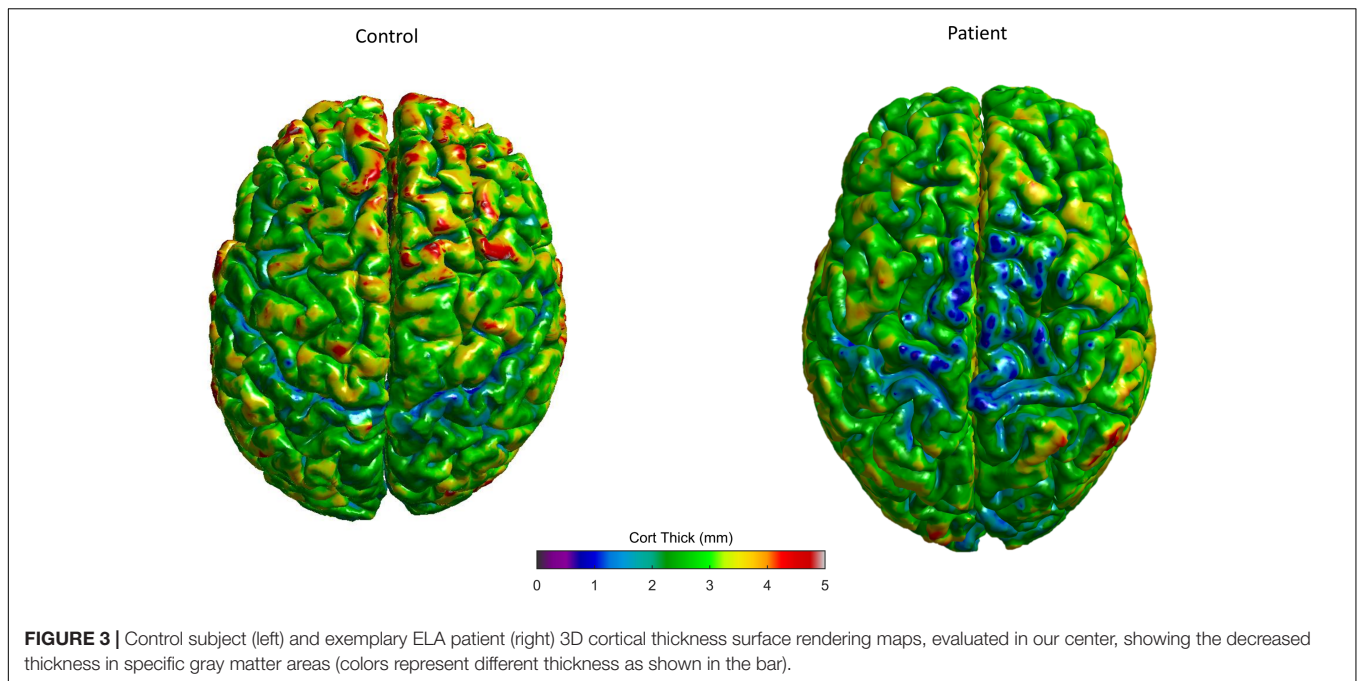 Control
Patient
Cort Thick (mm)
0 1 2 3 4 5
FIGURE 3 | Control subject (left) and exemplary ELA patient (right) 3D cortical thickness surface rendering maps, evaluated in our center, showing the decreased
thickness in specific gray matter areas (colors represent different thickness as shown in the bar).